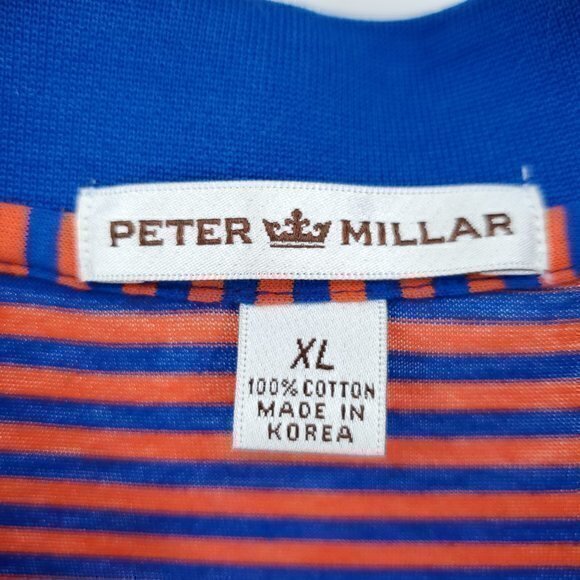 PETER MILLAR
XL
100% COTTON
MADE IN
KOREA